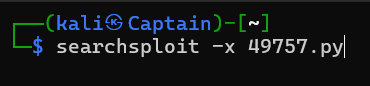 ┌──(kali㉿Captain)-[~]
└─$ searchsploit -x 49757.py